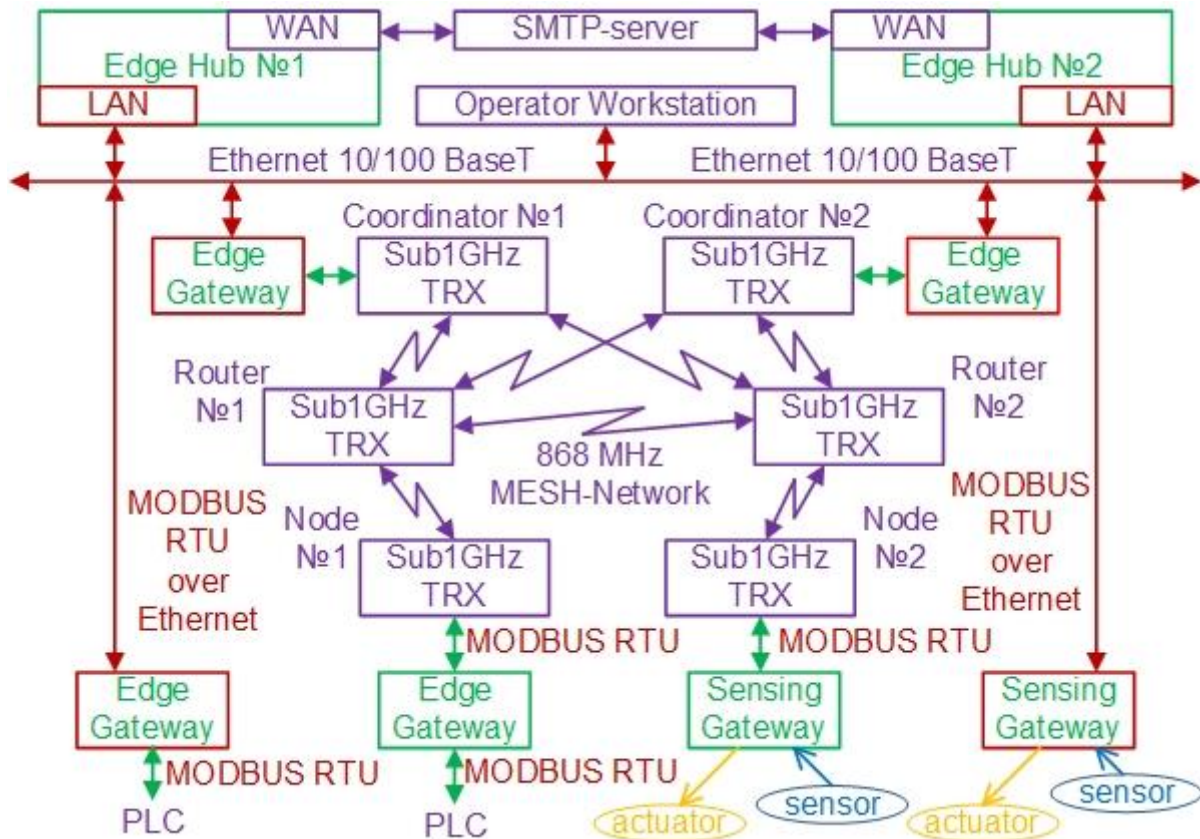 WAN
SMTP-server
WAN
Edge Hub №1
Edge Hub №2
LAN
Operator Workstation
LAN
Ethernet 10/100 BaseT
Ethernet 10/100 BaseT
Coordinator №1
Coordinator №2
Edge
Gateway
Sub1GHz
TRX
Sub1GHz
TRX
Edge
Gateway
Router
№1
Sub1GHz
TRX
Sub1GHz
TRX
Router
№2
868 MHz
MESH-Network
MODBUS
RTU
over
Ethernet
Node
№1
Sub1GHz
TRX
Sub1GHz
TRX
Node
№2
MODBUS
RTU
over
Ethernet
MODBUS RTU
MODBUS RTU
Edge
Gateway
Edge
Gateway
Sensing
Gateway
Sensing
Gateway
MODBUS RTU
MODBUS RTU
PLC
PLC
actuator
sensor
actuator
sensor